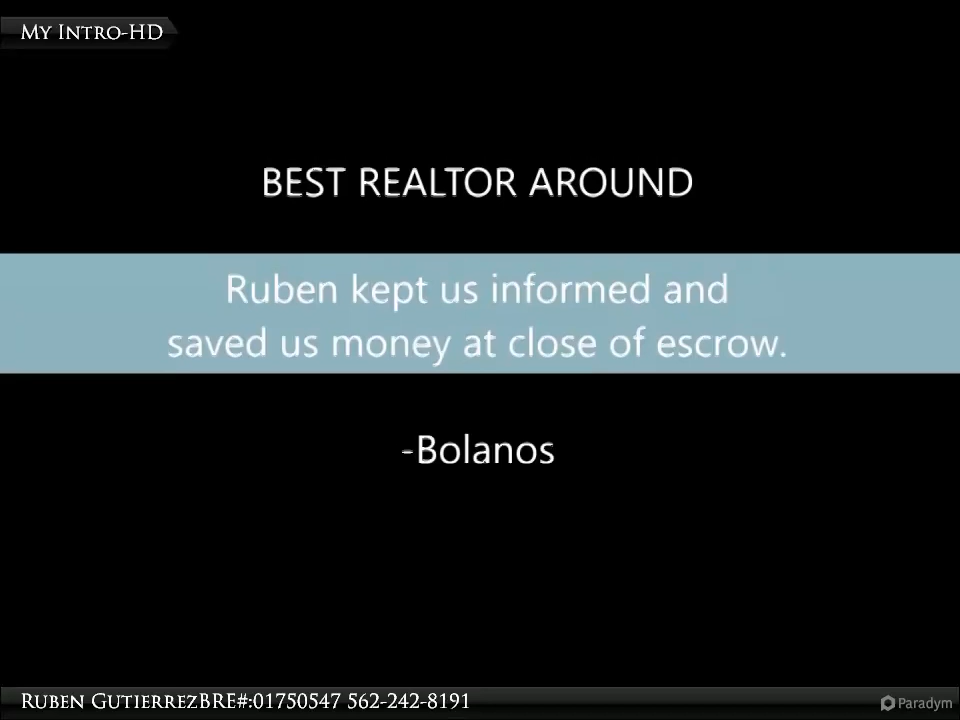 My Intro-HD
BEST REALTOR AROUND
Ruben kept us informed and
saved us money at close of escrow.
-Bolanos
Ruben GutierrezBRE#:01750547 562-242-8191
Paradym